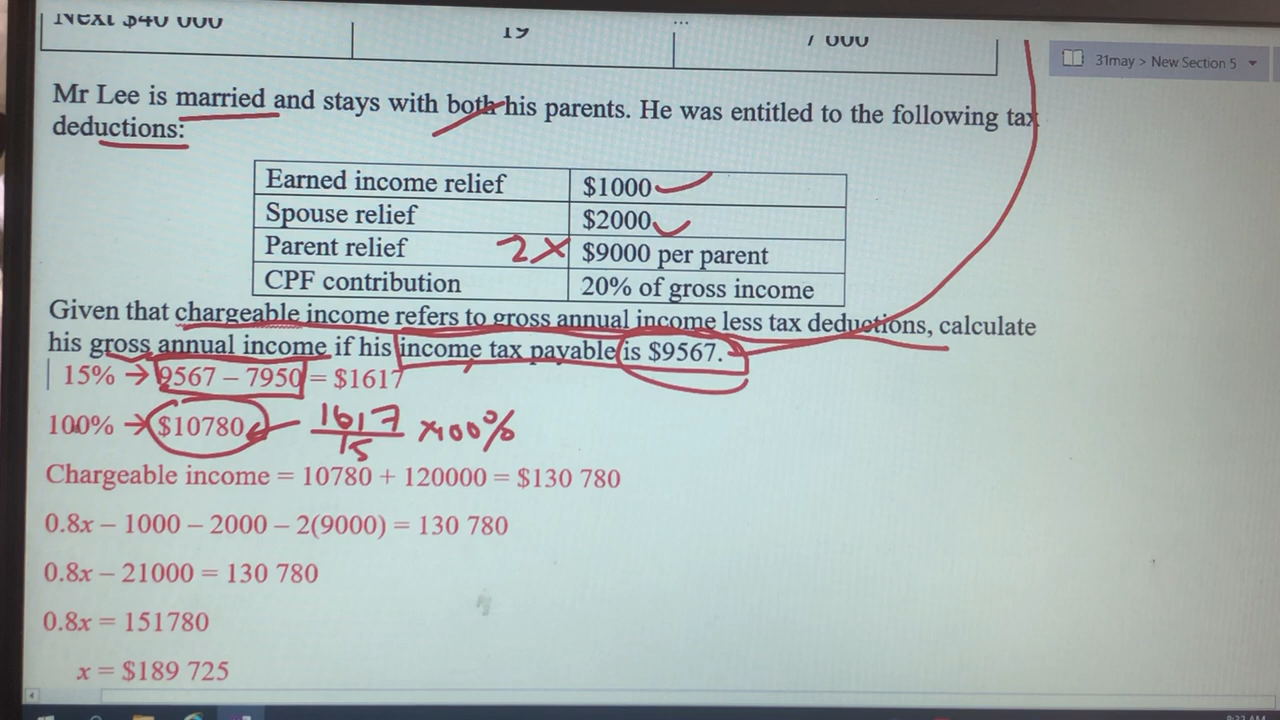 Next $40 000 19 7 600
31may > New Section 5
Mr Lee is married and stays with both his parents. He was entitled to the following tax
deductions:
Earned income relief $1000
Spouse relief $2000
Parent relief 2x $9000 per parent
CPF contribution 20% of gross income
Given that chargeable income refers to gross annual income less tax deductions, calculate
his gross annual income if his income tax payable is $9567.
15% → 9567 – 7950 = $1617
100% → $10780 1617/15 ×100%
Chargeable income = 10780 + 120000 = $130 780
0.8x – 1000 – 2000 – 2(9000) = 130 780
0.8x – 21000 = 130 780
0.8x = 151780
x = $189 725